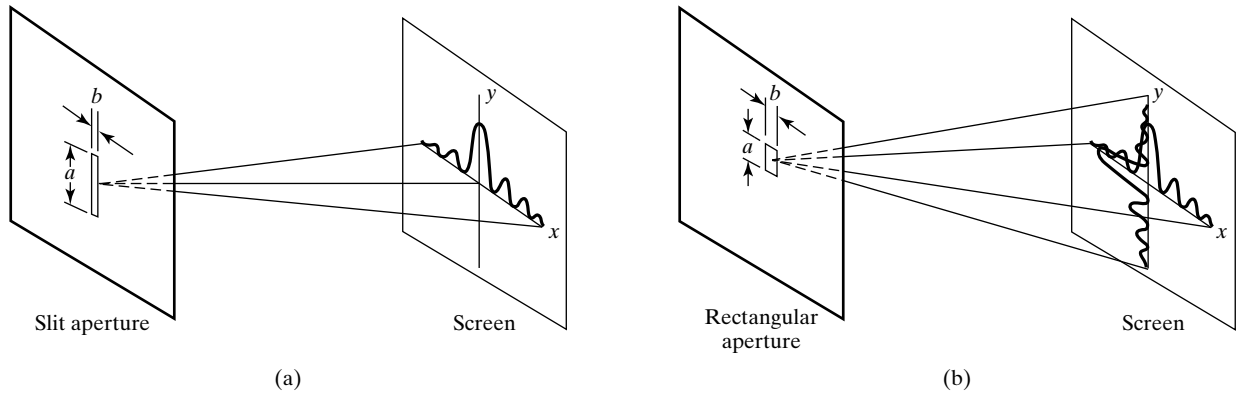 b
a
y
x
Slit aperture
Screen
(a)
b
a
y
x
Rectangular
aperture
Screen
(b)